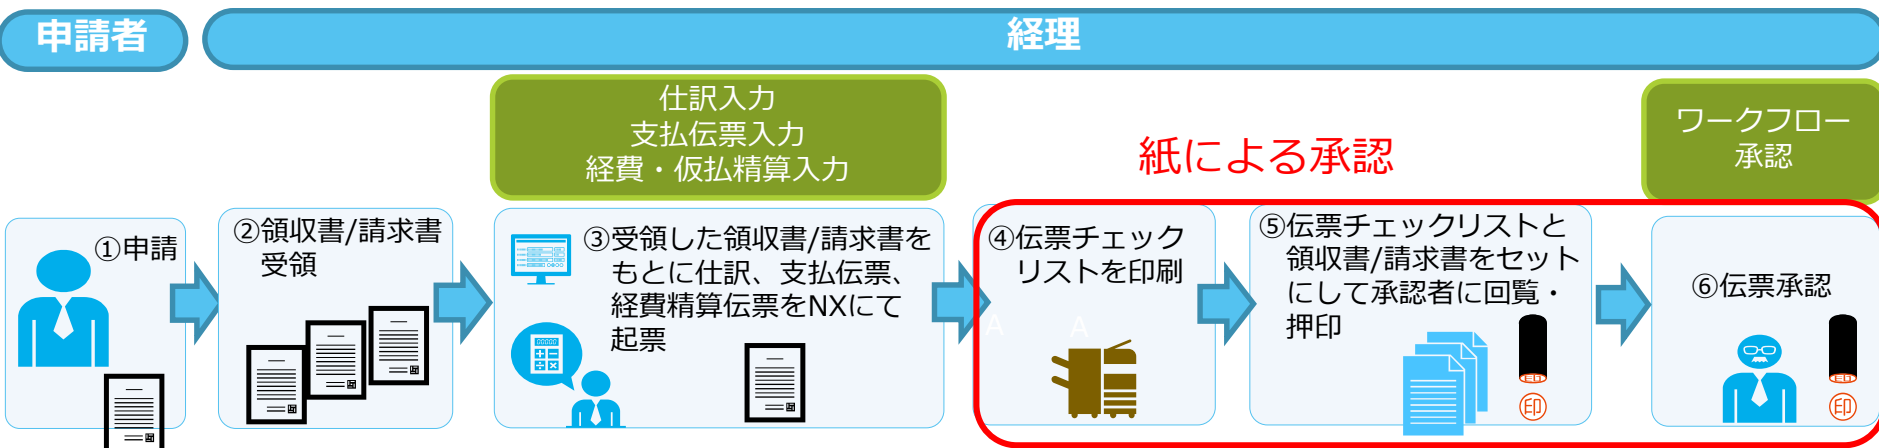 申請者
経理
仕訳入力
支払伝票入力
経費・仮払精算入力
紙による承認
ワークフロー
承認
①申請
②領収書/請求書
受領
③受領した領収書/請求書を
もとに仕訳、支払伝票、
経費精算伝票をNXにて
起票
④伝票チェック
リストを印刷
A
A
⑤伝票チェックリストと
領収書/請求書をセット
にして承認者に回覧・
押印
印
⑥伝票承認
印